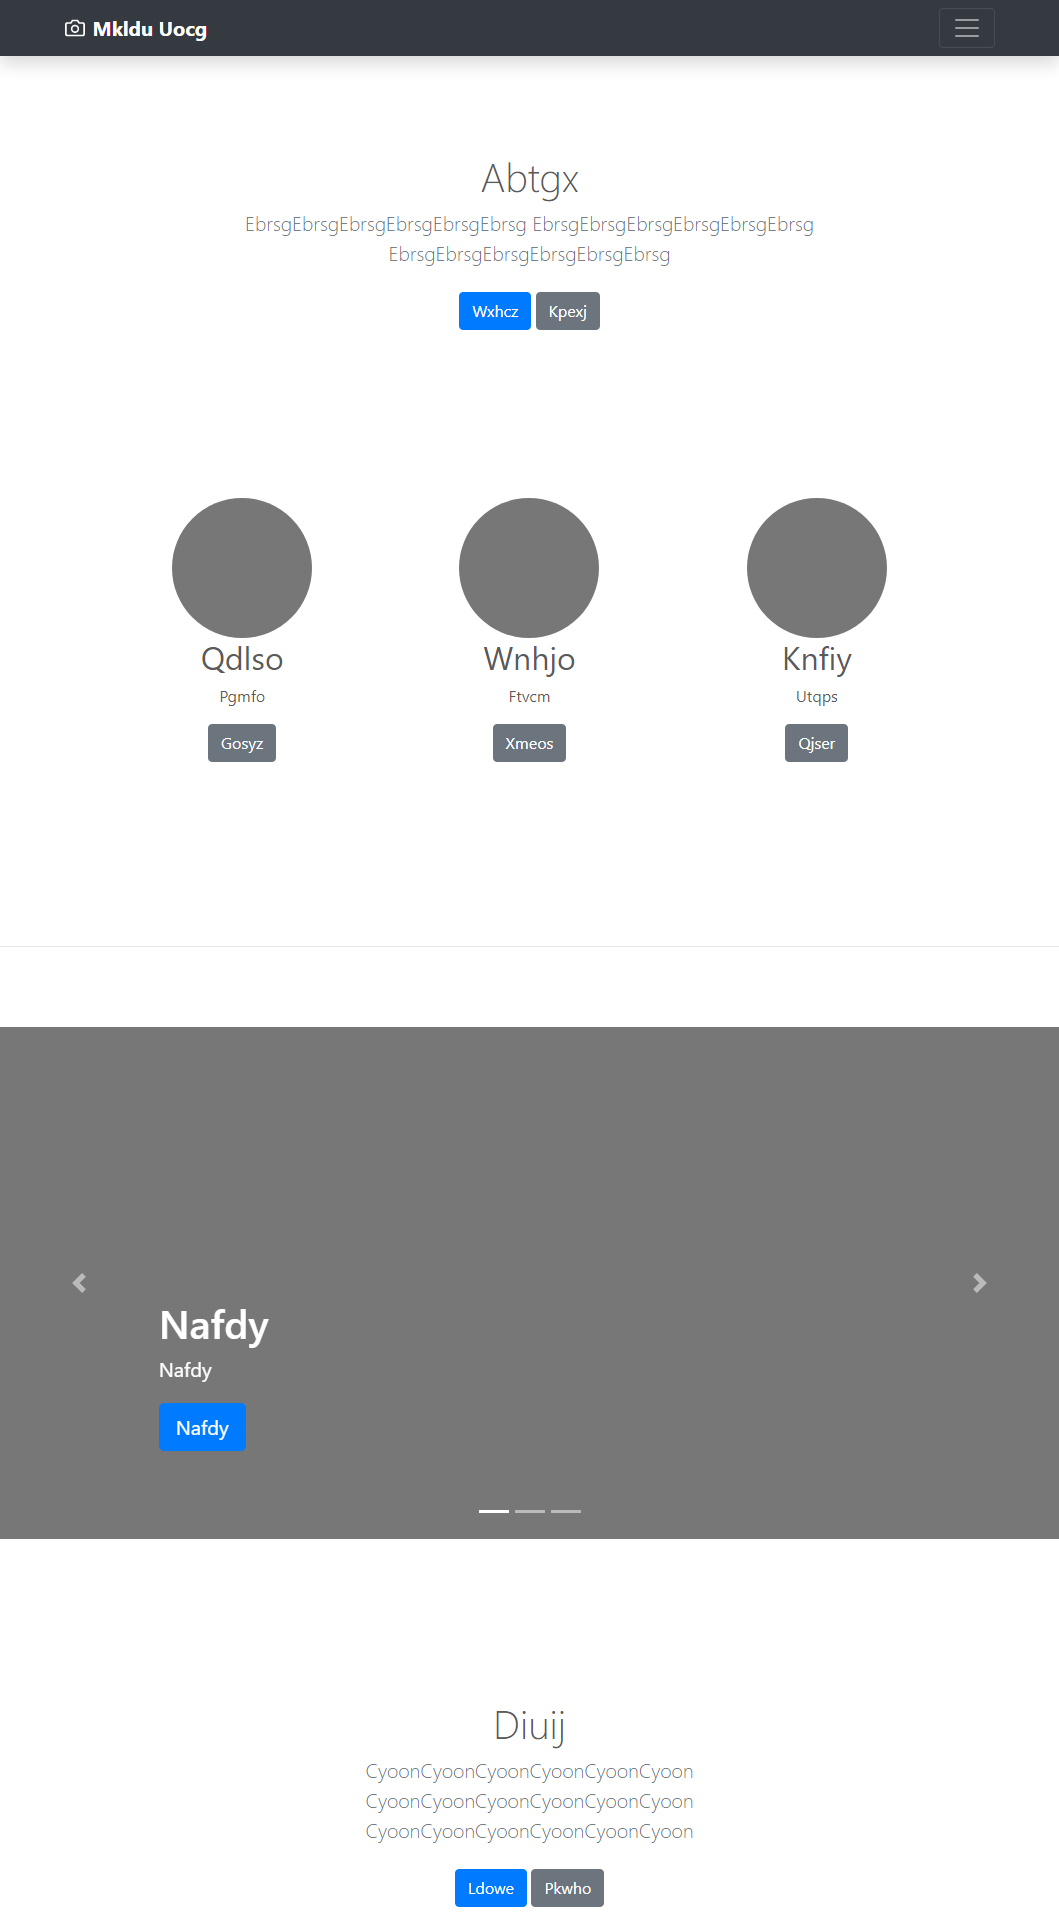 Mkldu Uocg
Abtgx
EbrsgEbrsgEbrsgEbrsgEbrsgEbrsg EbrsgEbrsgEbrsgEbrsgEbrsgEbrsg
EbrsgEbrsgEbrsgEbrsgEbrsgEbrsg
Wxhcz Kpexj
Qdlso Wnhjo Knfiy
Pgmfo Ftvcm Utqps
Gosyz Xmeos Qjser
Nafdy
Nafdy
Nafdy
Diuij
CyoonCyoonCyoonCyoonCyoonCyoon
CyoonCyoonCyoonCyoonCyoonCyoon
CyoonCyoonCyoonCyoonCyoonCyoon
Ldowe Pkwho